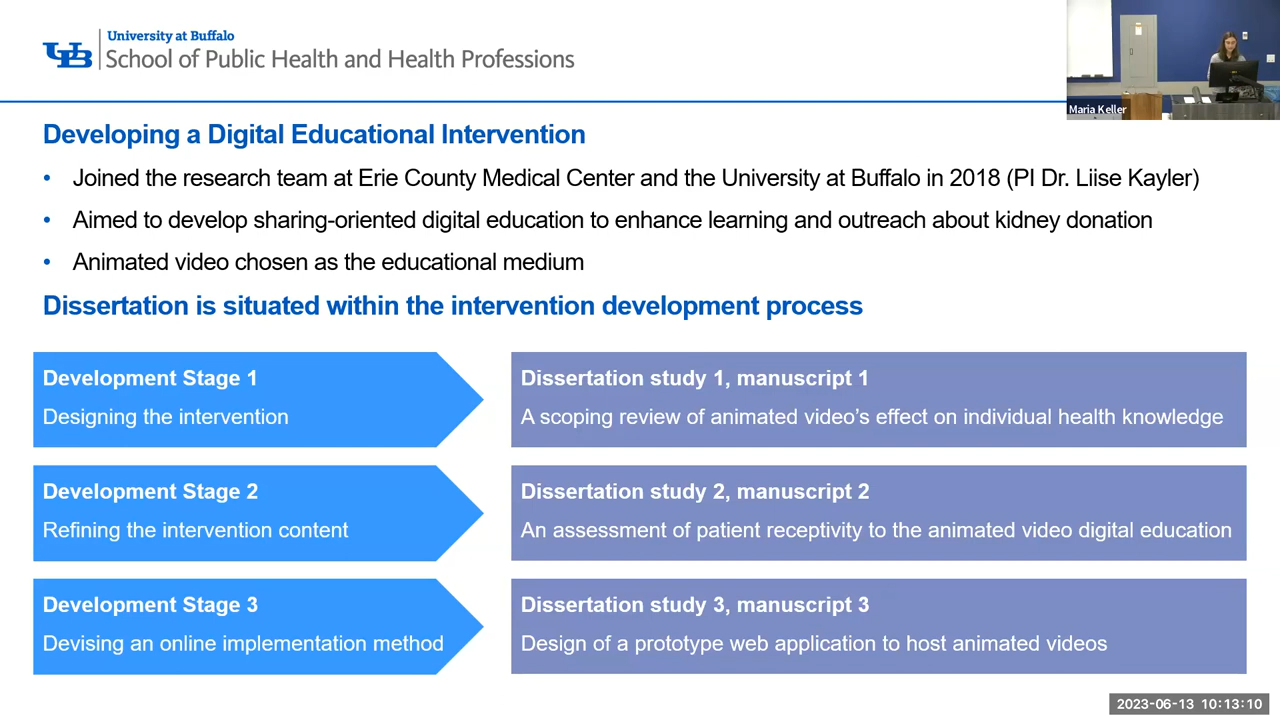 UB
University at Buffalo
School of Public Health and Health Professions
Maria Keller
Developing a Digital Educational Intervention
• Joined the research team at Erie County Medical Center and the University at Buffalo in 2018 (PI Dr. Liise Kayler)
• Aimed to develop sharing-oriented digital education to enhance learning and outreach about kidney donation
• Animated video chosen as the educational medium
Dissertation is situated within the intervention development process
Development Stage 1
Designing the intervention
Dissertation study 1, manuscript 1
A scoping review of animated video’s effect on individual health knowledge
Development Stage 2
Refining the intervention content
Dissertation study 2, manuscript 2
An assessment of patient receptivity to the animated video digital education
Development Stage 3
Devising an online implementation method
Dissertation study 3, manuscript 3
Design of a prototype web application to host animated videos
2023-06-13 10:13:10